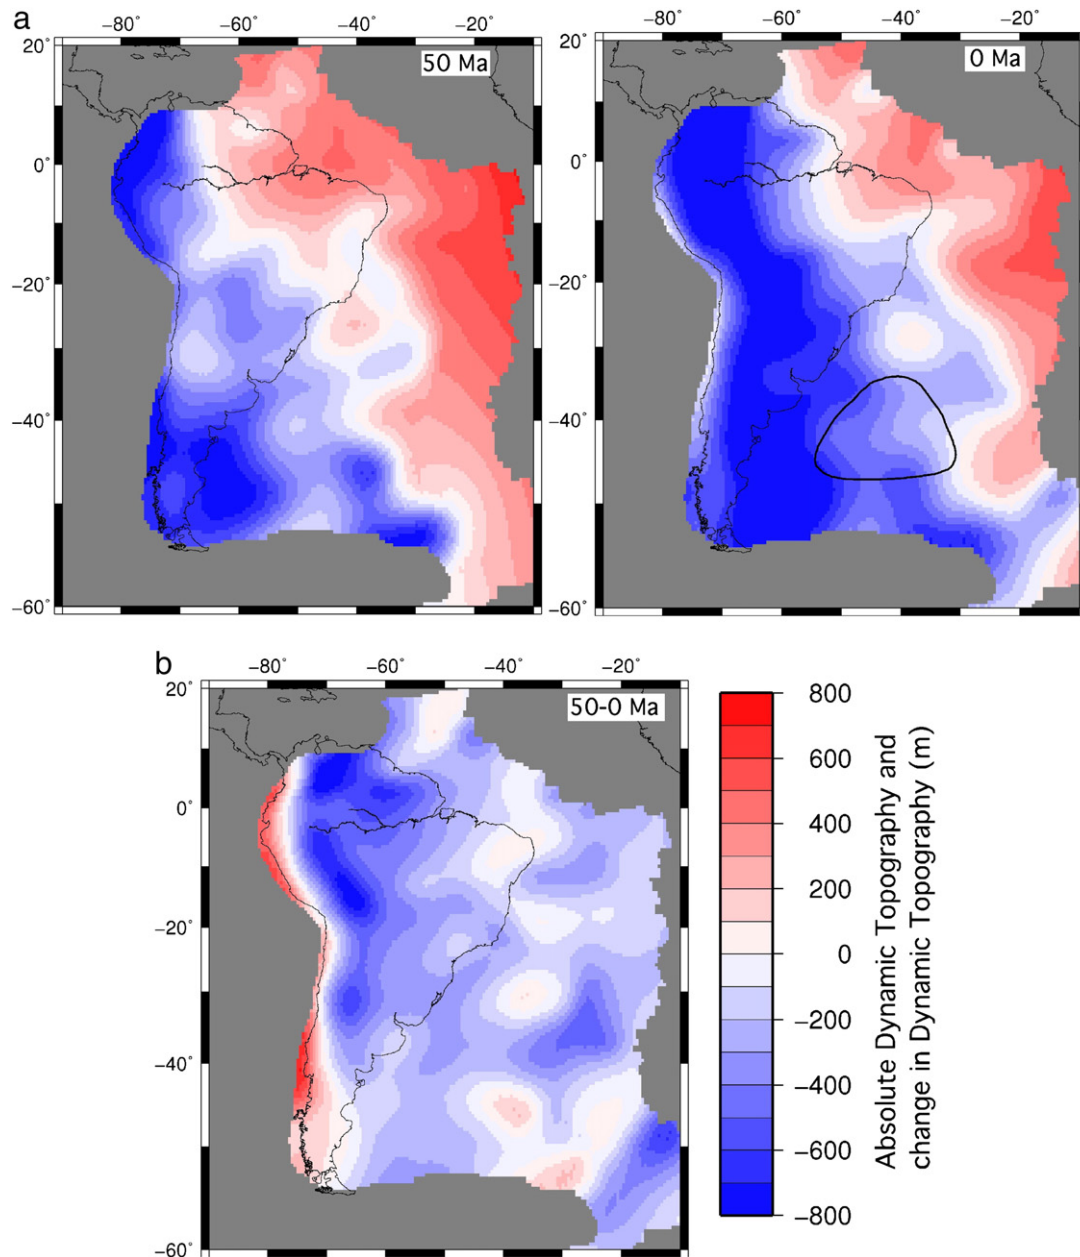 a
−80˚ −60˚ −40˚ −20˚
20˚
0˚
−20˚
−40˚
−60˚
50 Ma
−80˚ −60˚ −40˚ −20˚
20˚
0˚
−20˚
−40˚
−60˚
0 Ma
b
−80˚ −60˚ −40˚ −20˚
20˚
0˚
−20˚
−40˚
−60˚
50-0 Ma
800
600
400
200
0
−200
−400
−600
−800
Absolute Dynamic Topography and
change in Dynamic Topography (m)